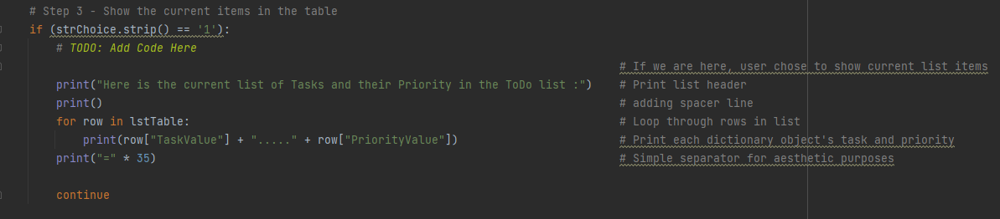 # Step 3 - Show the current items in the table
if (strChoice.strip() == '1'):
# TODO: Add Code Here
# If we are here, user chose to show current list items
print("Here is the current list of Tasks and their Priority in the ToDo list :") # Print list header
print() # adding spacer line
for row in lstTable: # Loop through rows in list
print(row["TaskValue"] + "....." + row["PriorityValue"]) # Print each dictionary object's task and priority
print("=" * 35) # Simple separator for aesthetic purposes
continue